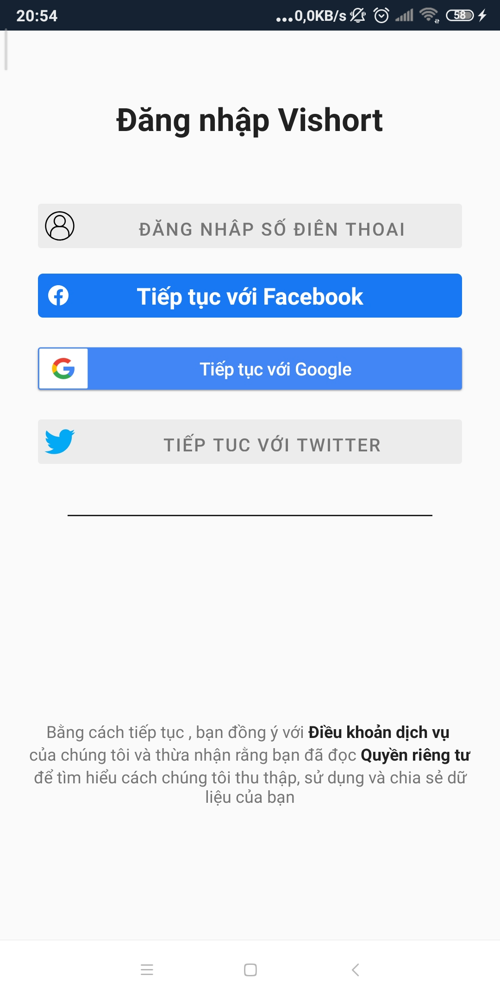 20:54
...0,0KB/s
58
Đăng nhập Vishort
ĐĂNG NHÂP SỐ ĐIÊN THOAI
Tiếp tục với Facebook
Tiếp tục với Google
TIẾP TUC VỚI TWITTER
Bằng cách tiếp tục , bạn đồng ý với Điều khoản dịch vụ
của chúng tôi và thừa nhận rằng bạn đã đọc Quyền riêng tư
để tìm hiểu cách chúng tôi thu thập, sử dụng và chia sẻ dữ
liệu của bạn